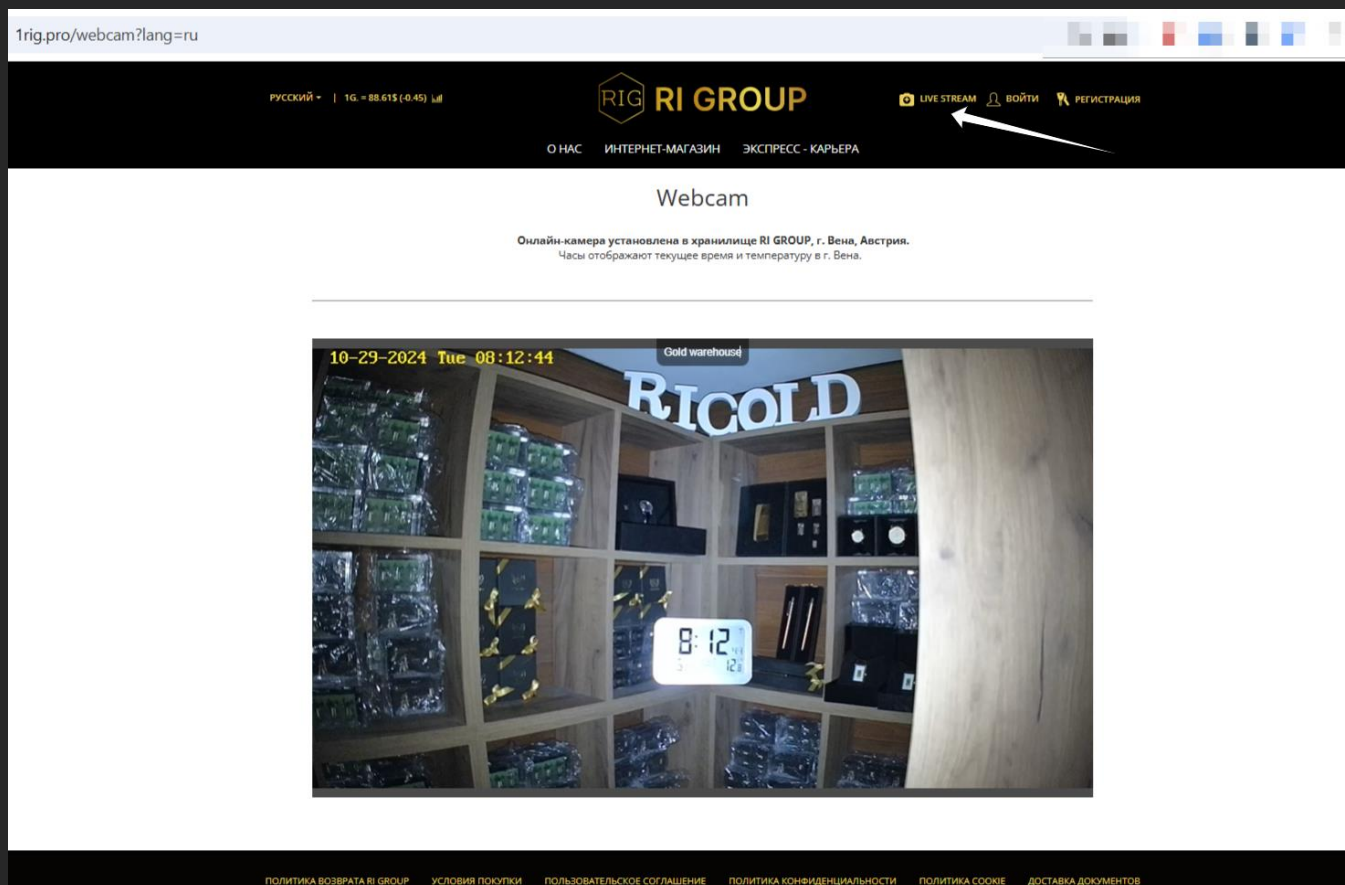 1rig.pro/webcam?lang=ru
РУССКИЙ | 1G. = 88.61$ (-0.45)
RIG RI GROUP
LIVE STREAM ВОЙТИ РЕГИСТРАЦИЯ
О НАС ИНТЕРНЕТ-МАГАЗИН ЭКСПРЕСС - КАРЬЕРА
Webcam
Онлайн-камера установлена в хранилище RI GROUP, г. Вена, Австрия.
Часы отображают текущее время и температуру в г. Вена.
10-29-2024 Tue 08:12:44
Gold warehouse
RIGOLD
8:12
ПОЛИТИКА ВОЗВРАТА RI GROUP УСЛОВИЯ ПОКУПКИ ПОЛЬЗОВАТЕЛЬСКОЕ СОГЛАШЕНИЕ ПОЛИТИКА КОНФИДЕНЦИАЛЬНОСТИ ПОЛИТИКА COOKIE ДОСТАВКА ДОКУМЕНТОВ